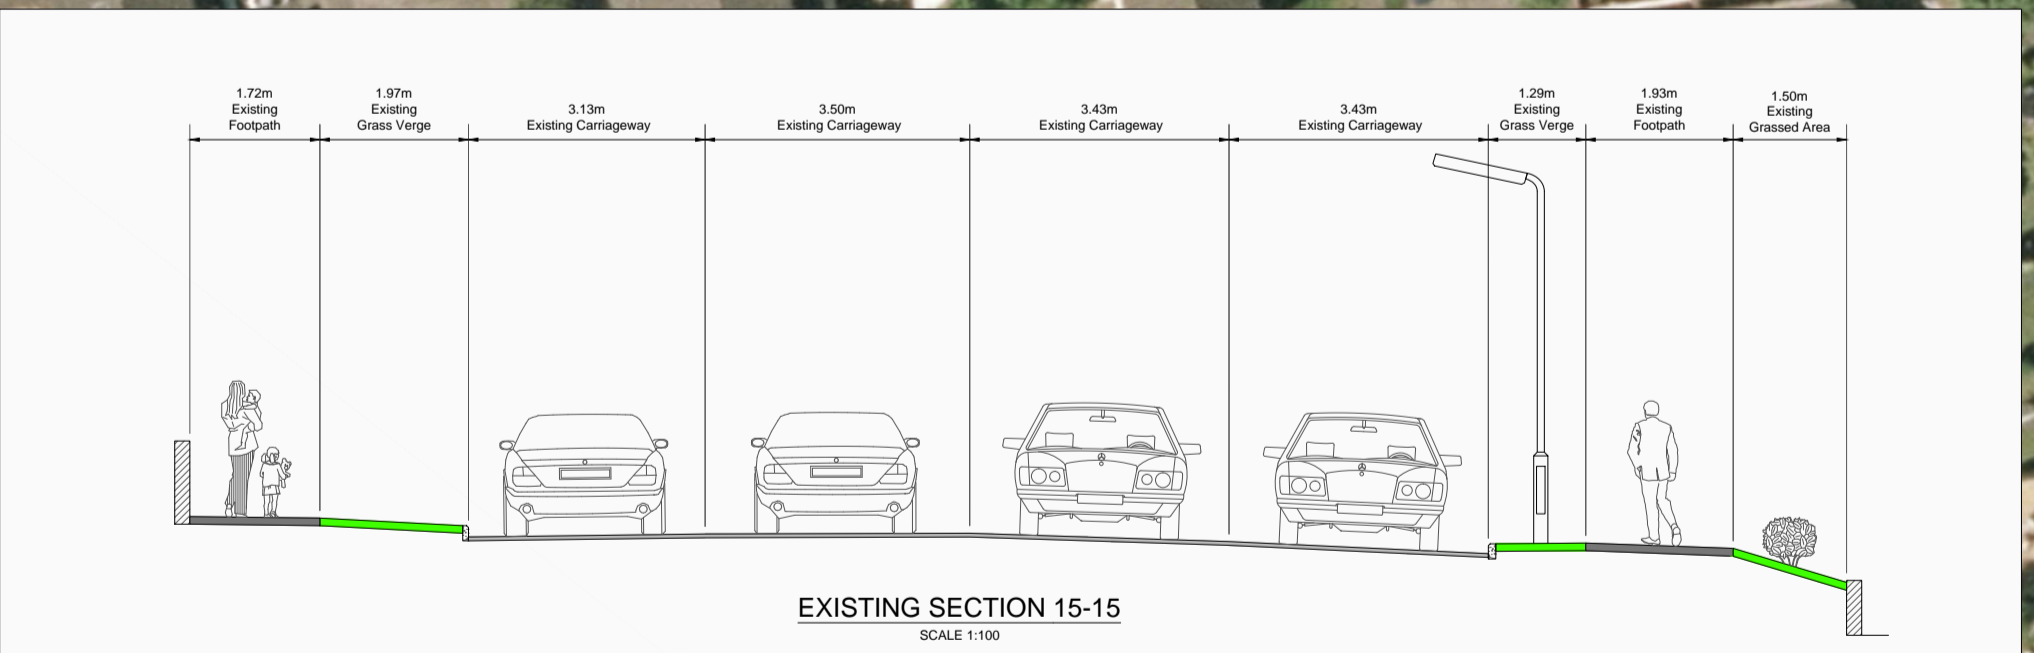 1.72m
Existing
Footpath
1.97m
Existing
Grass Verge
3.13m
Existing Carriageway
3.50m
Existing Carriageway
3.43m
Existing Carriageway
3.43m
Existing Carriageway
1.29m
Existing
Grass Verge
1.93m
Existing
Footpath
1.50m
Existing
Grassed Area
EXISTING SECTION 15-15
SCALE 1:100